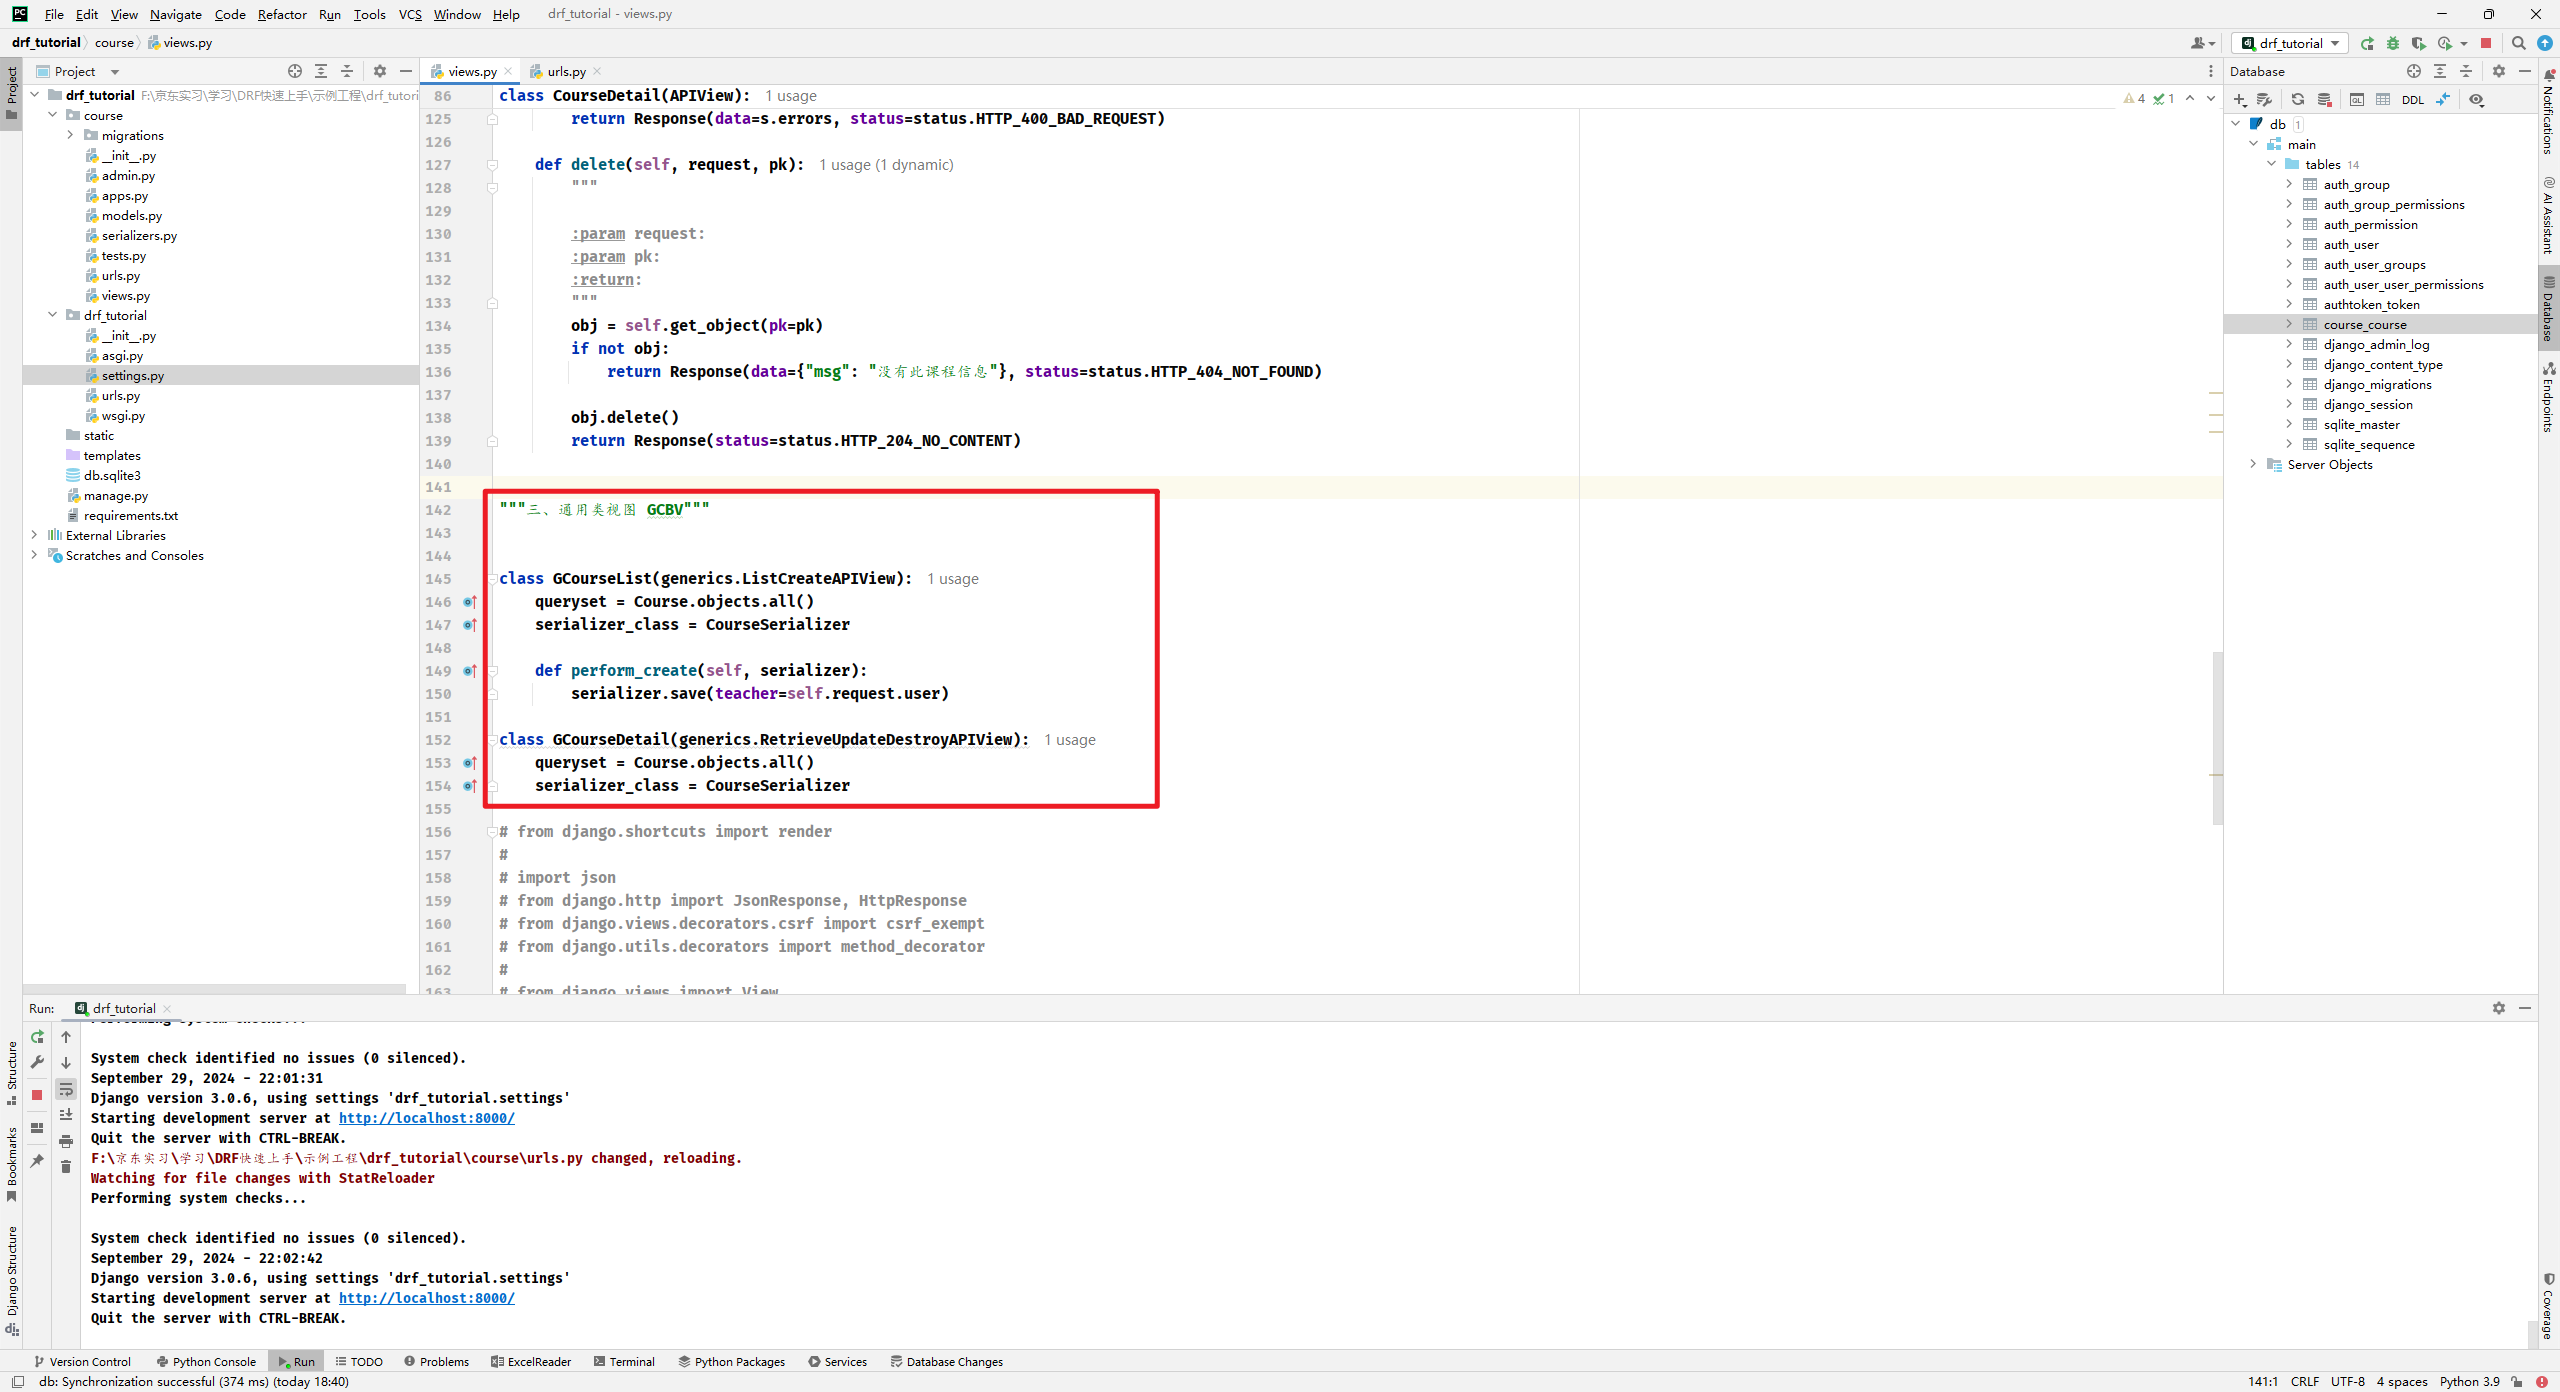 File Edit View Navigate Code Refactor Run Tools VCS Window Help drf_tutorial - views.py
drf_tutorial course views.py
drf_tutorial
Project
views.py
urls.py
Database
DDL
drf_tutorial F:\京东实习\学习\DRF快速上手\示例工程\drf_tutori
course
migrations
__init__.py
admin.py
apps.py
models.py
serializers.py
tests.py
urls.py
views.py
drf_tutorial
__init__.py
asgi.py
settings.py
urls.py
wsgi.py
static
templates
db.sqlite3
manage.py
requirements.txt
External Libraries
Scratches and Consoles
4 1
86 class CourseDetail(APIView): 1 usage
125 return Response(data=s.errors, status=status.HTTP_400_BAD_REQUEST)
126
127 def delete(self, request, pk): 1 usage (1 dynamic)
128 """
129
130 :param request:
131 :param pk:
132 :return:
133 """
134 obj = self.get_object(pk=pk)
135 if not obj:
136 return Response(data={"msg": "没有此课程信息"}, status=status.HTTP_404_NOT_FOUND)
137
138 obj.delete()
139 return Response(status=status.HTTP_204_NO_CONTENT)
140
141
142 """三、通用类视图 GCBV"""
143
144
145 class GCourseList(generics.ListCreateAPIView): 1 usage
146 queryset = Course.objects.all()
147 serializer_class = CourseSerializer
148
149 def perform_create(self, serializer):
150 serializer.save(teacher=self.request.user)
151
152 class GCourseDetail(generics.RetrieveUpdateDestroyAPIView): 1 usage
153 queryset = Course.objects.all()
154 serializer_class = CourseSerializer
155
156 # from django.shortcuts import render
157 #
158 # import json
159 # from django.http import JsonResponse, HttpResponse
160 # from django.views.decorators.csrf import csrf_exempt
161 # from django.utils.decorators import method_decorator
162 #
163 # from django.views import View
db 1
main
tables 14
auth_group
auth_group_permissions
auth_permission
auth_user
auth_user_groups
auth_user_user_permissions
authtoken_token
course_course
django_admin_log
django_content_type
django_migrations
django_session
sqlite_master
sqlite_sequence
Server Objects
Project
Structure
Bookmarks
Django Structure
Notifications
AI Assistant
Database
Endpoints
Coverage
Run: drf_tutorial
Performing system checks...
System check identified no issues (0 silenced).
September 29, 2024 - 22:01:31
Django version 3.0.6, using settings 'drf_tutorial.settings'
Starting development server at http://localhost:8000/
Quit the server with CTRL-BREAK.
F:\京东实习\学习\DRF快速上手\示例工程\drf_tutorial\course\urls.py changed, reloading.
Watching for file changes with StatReloader
Performing system checks...
System check identified no issues (0 silenced).
September 29, 2024 - 22:02:42
Django version 3.0.6, using settings 'drf_tutorial.settings'
Starting development server at http://localhost:8000/
Quit the server with CTRL-BREAK.
Version Control Python Console Run TODO Problems ExcelReader Terminal Python Packages Services Database Changes
db: Synchronization successful (374 ms) (today 18:40)
141:1 CRLF UTF-8 4 spaces Python 3.9